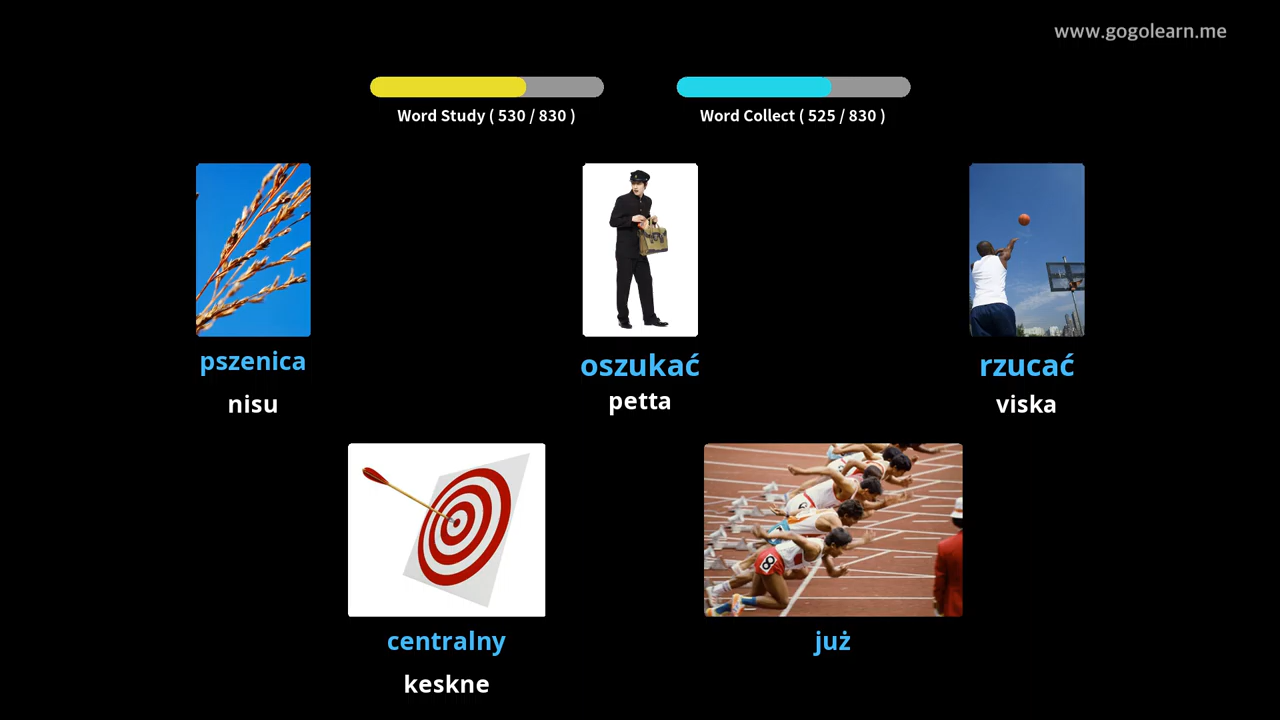 www.gogolearn.me
Word Study ( 530 / 830 )
Word Collect ( 525 / 830 )
pszenica
nisu
oszukać
petta
rzucać
viska
centralny
keskne
już
8